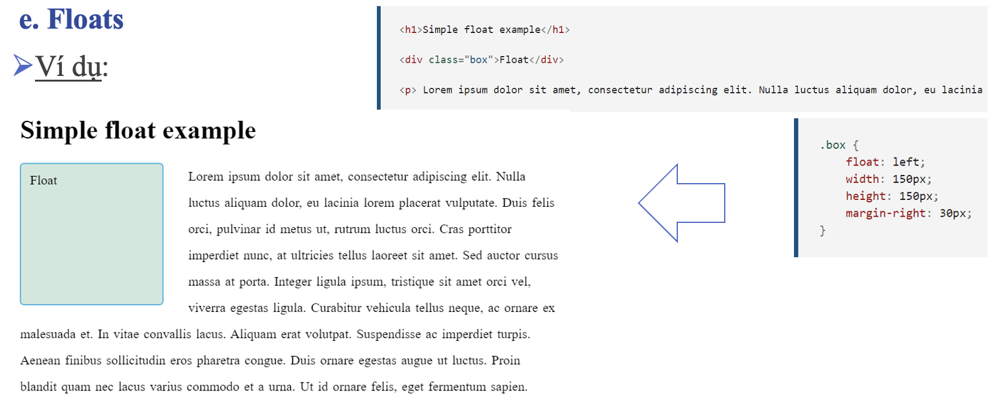 e. Floats
Ví dụ:
<h1>Simple float example</h1>
<div class="box">Float</div>
<p> Lorem ipsum dolor sit amet, consectetur adipiscing elit. Nulla luctus aliquam dolor, eu lacinia
Simple float example
Float
Lorem ipsum dolor sit amet, consectetur adipiscing elit. Nulla
luctus aliquam dolor, eu lacinia lorem placerat vulputate. Duis felis
orci, pulvinar id metus ut, rutrum luctus orci. Cras porttitor
imperdiet nunc, at ultricies tellus laoreet sit amet. Sed auctor cursus
massa at porta. Integer ligula ipsum, tristique sit amet orci vel,
viverra egestas ligula. Curabitur vehicula tellus neque, ac ornare ex
malesuada et. In vitae convallis lacus. Aliquam erat volutpat. Suspendisse ac imperdiet turpis.
Aenean finibus sollicitudin eros pharetra congue. Duis ornare egestas augue ut luctus. Proin
blandit quam nec lacus varius commodo et a urna. Ut id ornare felis, eget fermentum sapien.
.box {
float: left;
width: 150px;
height: 150px;
margin-right: 30px;
}